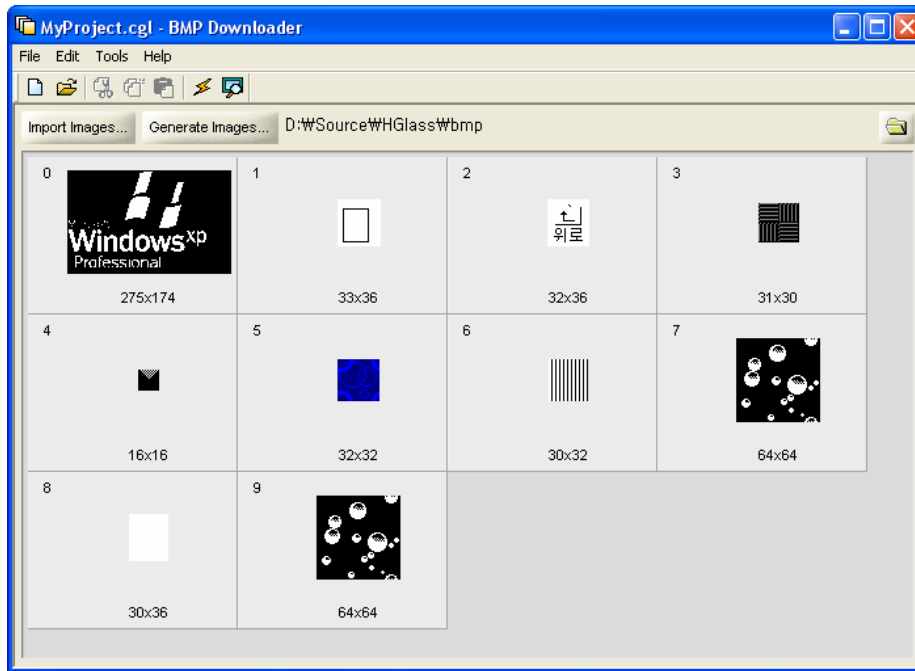 MyProject.cgl - BMP Downloader
File Edit Tools Help
Import Images... Generate Images... D:₩Source₩HGlass₩bmp
0 1 2 3
Windows xp
Professional
위로
275x174 33x36 32x36 31x30
4 5 6 7
16x16 32x32 30x32 64x64
8 9
30x36 64x64